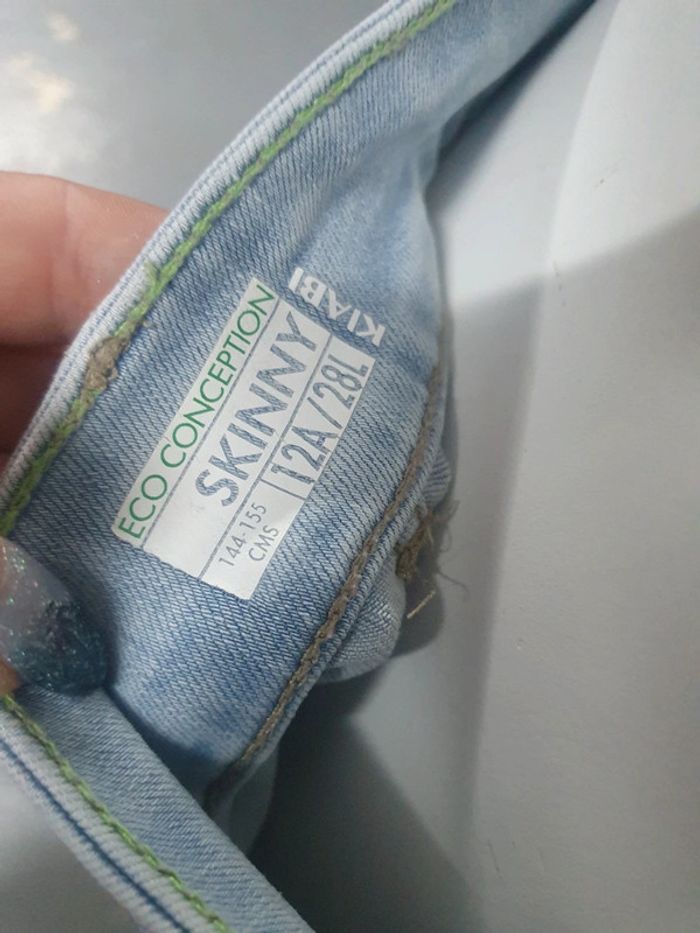 KIABI
ECO CONCEPTION
SKINNY
144-155
CMS
12A/28L